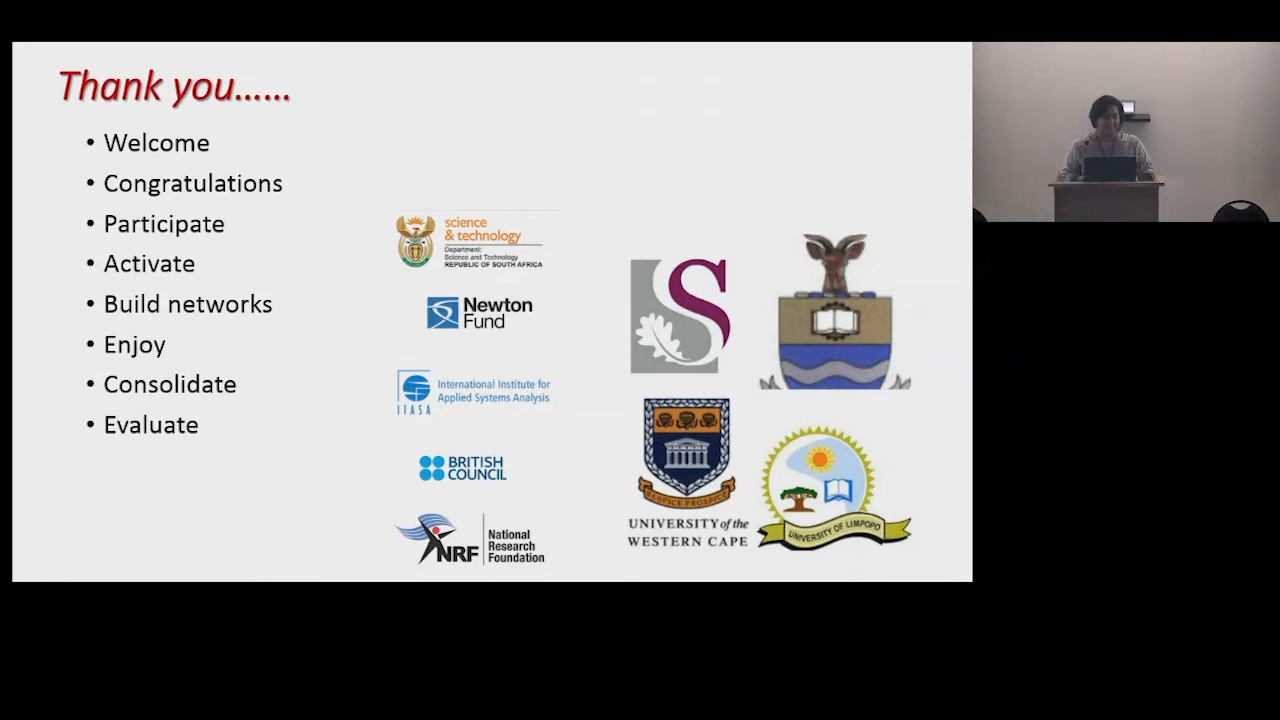 Thank you......
• Welcome
• Congratulations
• Participate
• Activate
• Build networks
• Enjoy
• Consolidate
• Evaluate
science
& technology
Department:
Science and Technology
REPUBLIC OF SOUTH AFRICA
Newton
Fund
IIASA
International Institute for
Applied Systems Analysis
BRITISH
COUNCIL
NRF
National
Research
Foundation
S
RESPICE PROSPICE
UNIVERSITY of the
WESTERN CAPE
UNIVERSITY OF LIMPOPO